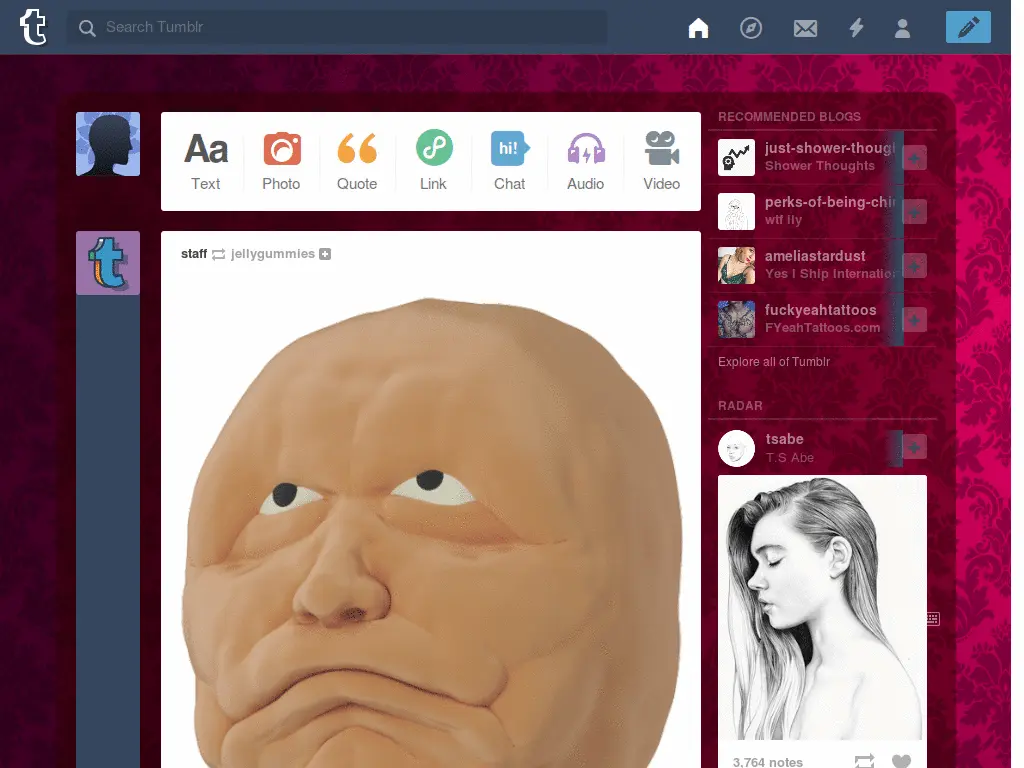 Search Tumblr
Aa
hi!
Text
Photo
Quote
Link
Chat
Audio
Video
staff jellygummies
RECOMMENDED BLOGS
just-shower-though
Shower Thoughts
perks-of-being-chi
wtf lly
ameliastardust
Yes I Ship Internatio
fuckyeahtattoos
FYeahTattoos.com
Explore all of Tumblr
RADAR
tsabe
T.S Abe
3,764 notes